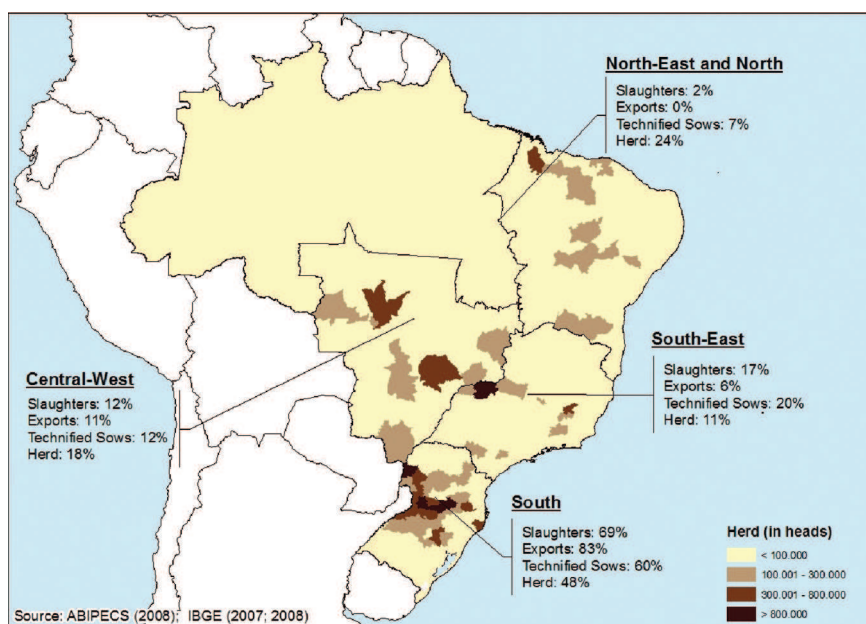 North-East and North
Slaughters: 2%
Exports: 0%
Technified Sows: 7%
Herd: 24%
South-East
Slaughters: 17%
Exports: 6%
Technified Sows: 20%
Herd: 11%
Central-West
Slaughters: 12%
Exports: 11%
Technified Sows: 12%
Herd: 18%
South
Slaughters: 69%
Exports: 83%
Technified Sows: 60%
Herd: 48%
Herd (in heads)
< 100.000
100.001 - 300.000
300.001 - 800.000
> 800.000
Source: ABIPECS (2008); IBGE (2007; 2008)